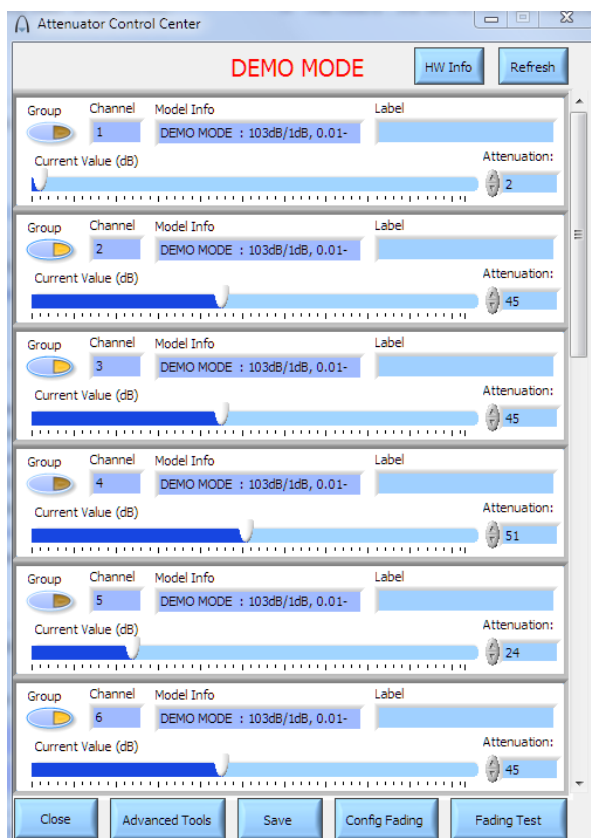 Attenuator Control Center
DEMO MODE HW Info Refresh
Group Channel Model Info Label
1 DEMO MODE : 103dB/1dB, 0.01-
Current Value (dB) Attenuation:
2
Group Channel Model Info Label
2 DEMO MODE : 103dB/1dB, 0.01-
Current Value (dB) Attenuation:
45
Group Channel Model Info Label
3 DEMO MODE : 103dB/1dB, 0.01-
Current Value (dB) Attenuation:
45
Group Channel Model Info Label
4 DEMO MODE : 103dB/1dB, 0.01-
Current Value (dB) Attenuation:
51
Group Channel Model Info Label
5 DEMO MODE : 103dB/1dB, 0.01-
Current Value (dB) Attenuation:
24
Group Channel Model Info Label
6 DEMO MODE : 103dB/1dB, 0.01-
Current Value (dB) Attenuation:
45
Close Advanced Tools Save Config Fading Fading Test